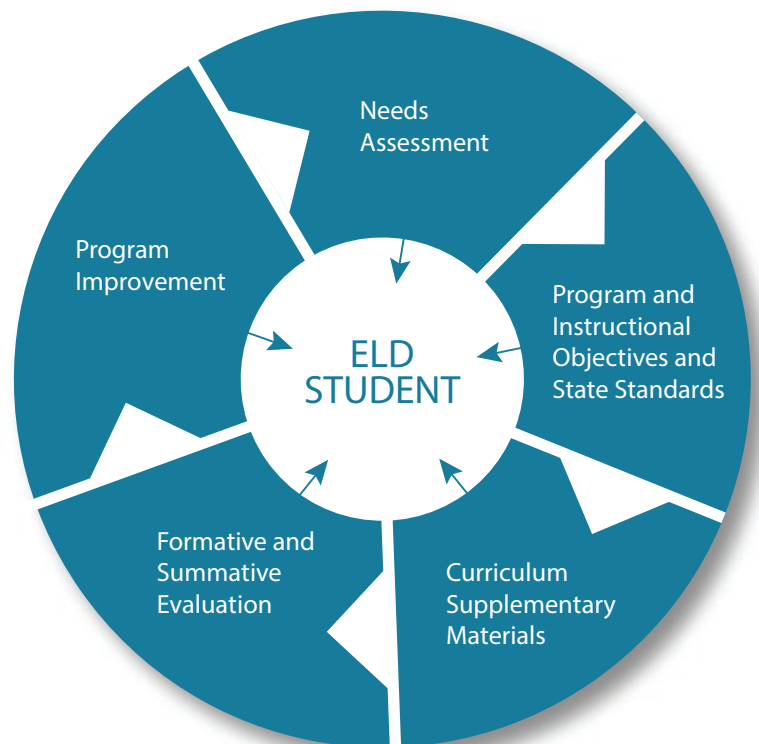 Needs
Assessment
Program and
Instructional
Objectives and
State Standards
Curriculum
Supplementary
Materials
Formative and
Summative
Evaluation
Program
Improvement
ELD
STUDENT